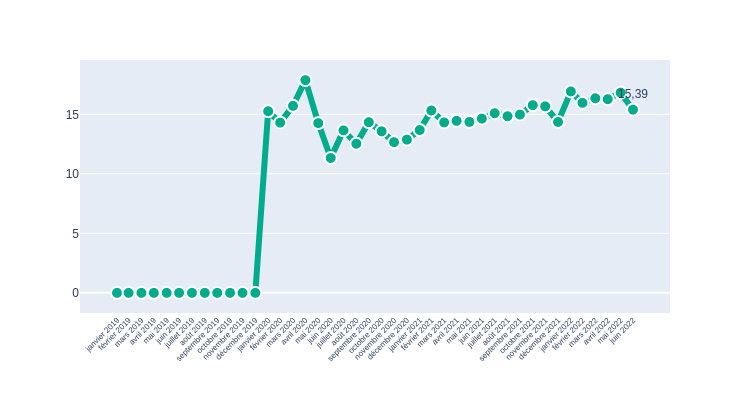 15
10
5
0
15,39
janvier 2019
février 2019
mars 2019
avril 2019
mai 2019
juin 2019
juillet 2019
août 2019
septembre 2019
octobre 2019
novembre 2019
décembre 2019
janvier 2020
février 2020
mars 2020
avril 2020
mai 2020
juin 2020
juillet 2020
août 2020
septembre 2020
octobre 2020
novembre 2020
décembre 2020
janvier 2021
février 2021
mars 2021
avril 2021
mai 2021
juin 2021
juillet 2021
août 2021
septembre 2021
octobre 2021
novembre 2021
décembre 2021
janvier 2022
février 2022
mars 2022
avril 2022
mai 2022
juin 2022